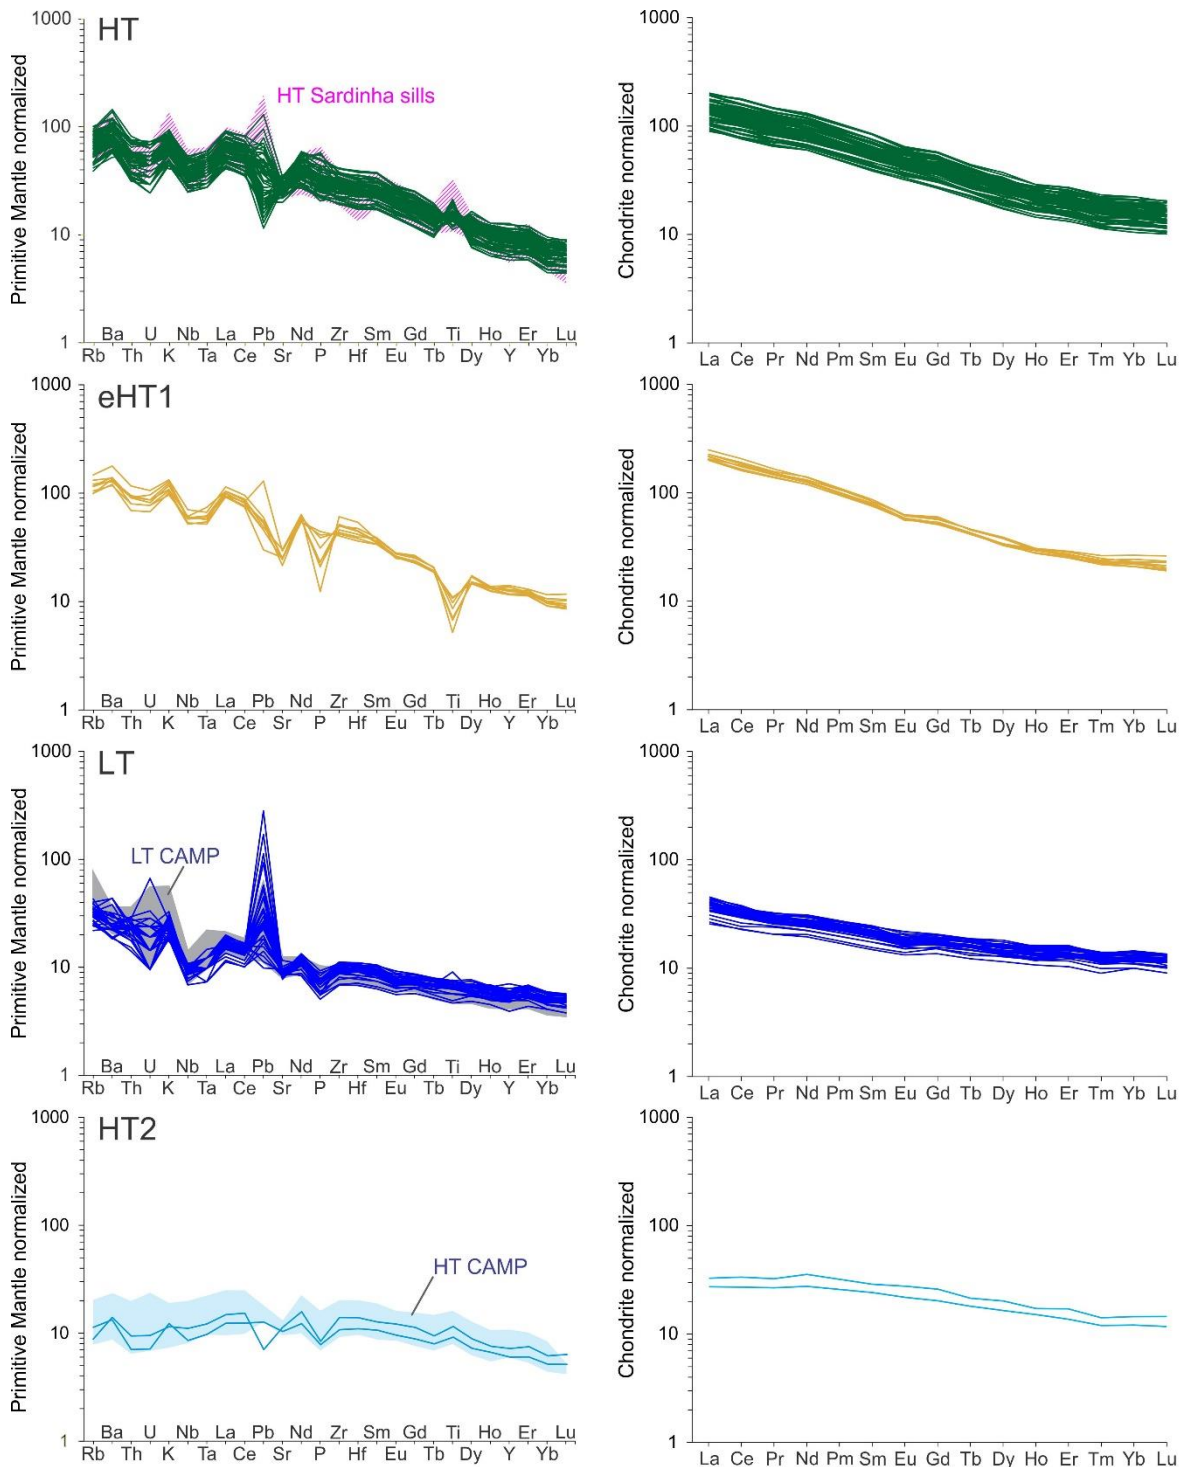 HT
Primitive Mantle normalized
1000
100
10
1
HT Sardinha sills
Ba U Nb La Pb Nd Zr Sm Gd Ti Ho Er Lu
Rb Th K Ta Ce Sr P Hf Eu Tb Dy Y Yb
Chondrite normalized
1000
100
10
1
La Ce Pr Nd Pm Sm Eu Gd Tb Dy Ho Er Tm Yb Lu
eHT1
Primitive Mantle normalized
1000
100
10
1
Ba U Nb La Pb Nd Zr Sm Gd Ti Ho Er Lu
Rb Th K Ta Ce Sr P Hf Eu Tb Dy Y Yb
Chondrite normalized
1000
100
10
1
La Ce Pr Nd Pm Sm Eu Gd Tb Dy Ho Er Tm Yb Lu
LT
Primitive Mantle normalized
1000
100
10
1
LT CAMP
Ba U Nb La Pb Nd Zr Sm Gd Ti Ho Er Lu
Rb Th K Ta Ce Sr P Hf Eu Tb Dy Y Yb
Chondrite normalized
1000
100
10
1
La Ce Pr Nd Pm Sm Eu Gd Tb Dy Ho Er Tm Yb Lu
HT2
Primitive Mantle normalized
1000
100
10
1
HT CAMP
Ba U Nb La Pb Nd Zr Sm Gd Ti Ho Er Lu
Rb Th K Ta Ce Sr P Hf Eu Tb Dy Y Yb
Chondrite normalized
1000
100
10
1
La Ce Pr Nd Pm Sm Eu Gd Tb Dy Ho Er Tm Yb Lu